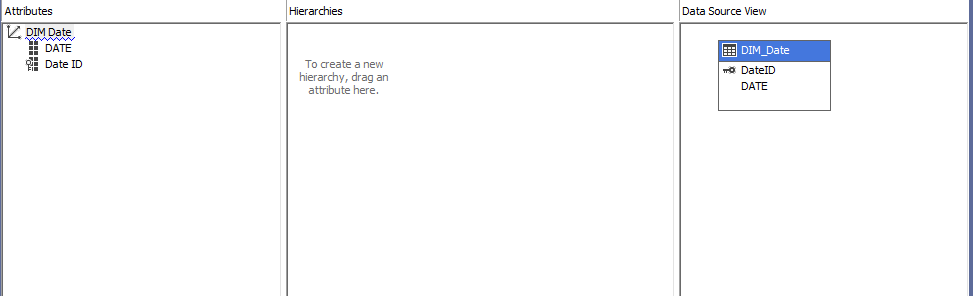 Attributes
DIM Date
DATE
Date ID
Hierarchies
To create a new
hierarchy, drag an
attribute here.
Data Source View
DIM_Date
DateID
DATE